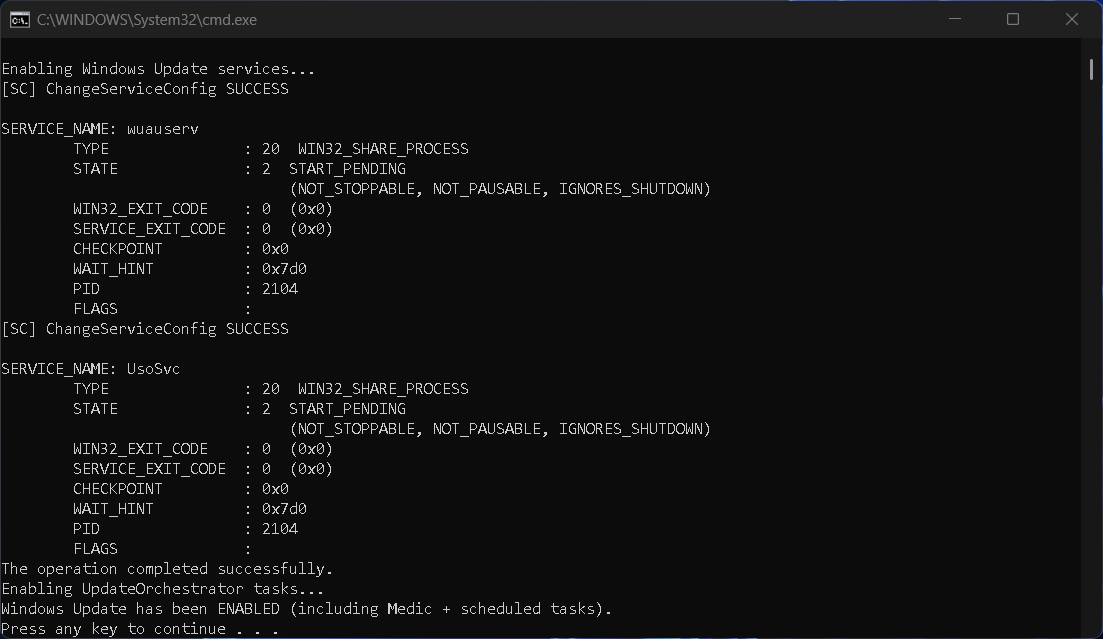 C:\WINDOWS\System32\cmd.exe
Enabling Windows Update services...
[SC] ChangeServiceConfig SUCCESS

SERVICE_NAME: wuauserv
        TYPE               : 20  WIN32_SHARE_PROCESS
        STATE              : 2  START_PENDING
                                (NOT_STOPPABLE, NOT_PAUSABLE, IGNORES_SHUTDOWN)
        WIN32_EXIT_CODE    : 0  (0x0)
        SERVICE_EXIT_CODE  : 0  (0x0)
        CHECKPOINT         : 0x0
        WAIT_HINT          : 0x7d0
        PID                : 2104
        FLAGS              :
[SC] ChangeServiceConfig SUCCESS

SERVICE_NAME: UsoSvc
        TYPE               : 20  WIN32_SHARE_PROCESS
        STATE              : 2  START_PENDING
                                (NOT_STOPPABLE, NOT_PAUSABLE, IGNORES_SHUTDOWN)
        WIN32_EXIT_CODE    : 0  (0x0)
        SERVICE_EXIT_CODE  : 0  (0x0)
        CHECKPOINT         : 0x0
        WAIT_HINT          : 0x7d0
        PID                : 2104
        FLAGS              :
The operation completed successfully.
Enabling UpdateOrchestrator tasks...
Windows Update has been ENABLED (including Medic + scheduled tasks).
Press any key to continue . . .